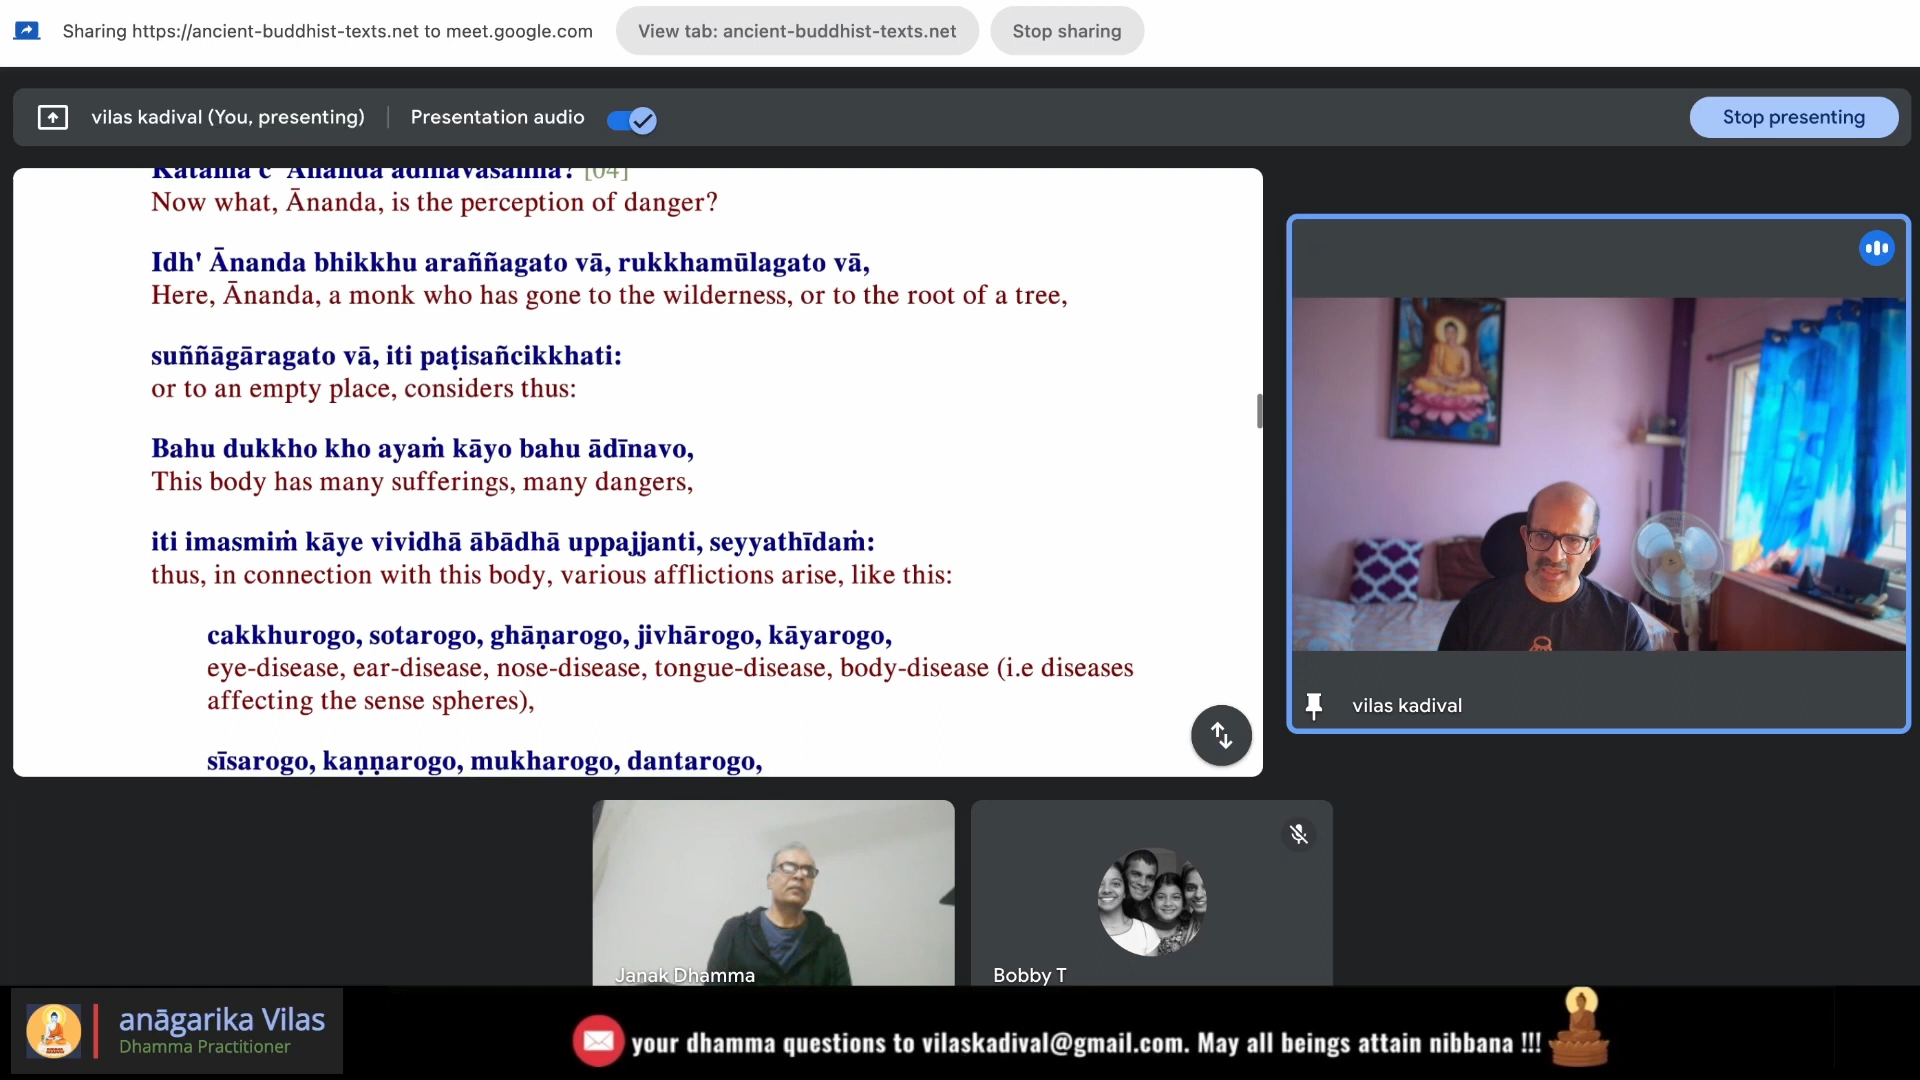 Sharing https://ancient-buddhist-texts.net to meet.google.com
View tab: ancient-buddhist-texts.net
Stop sharing
vilas kadival (You, presenting)
Presentation audio
Stop presenting
Katamā c' Ānanda ādīnavasaññā? [04]
Now what, Ānanda, is the perception of danger?
Idh' Ānanda bhikkhu araññagato vā, rukkhamūlagato vā,
Here, Ānanda, a monk who has gone to the wilderness, or to the root of a tree,
suññāgāragato vā, iti paṭisañcikkhati:
or to an empty place, considers thus:
Bahu dukkho kho ayaṁ kāyo bahu ādīnavo,
This body has many sufferings, many dangers,
iti imasmiṁ kāye vividhā ābādhā uppajjanti, seyyathīdaṁ:
thus, in connection with this body, various afflictions arise, like this:
cakkhurogo, sotarogo, ghāṇarogo, jivhārogo, kāyarogo,
eye-disease, ear-disease, nose-disease, tongue-disease, body-disease (i.e diseases
affecting the sense spheres),
sīsarogo, kaṇṇarogo, mukharogo, dantarogo,
vilas kadival
Janak Dhamma
Bobby T
anāgarika Vilas
Dhamma Practitioner
your dhamma questions to vilaskadival@gmail.com. May all beings attain nibbana !!!